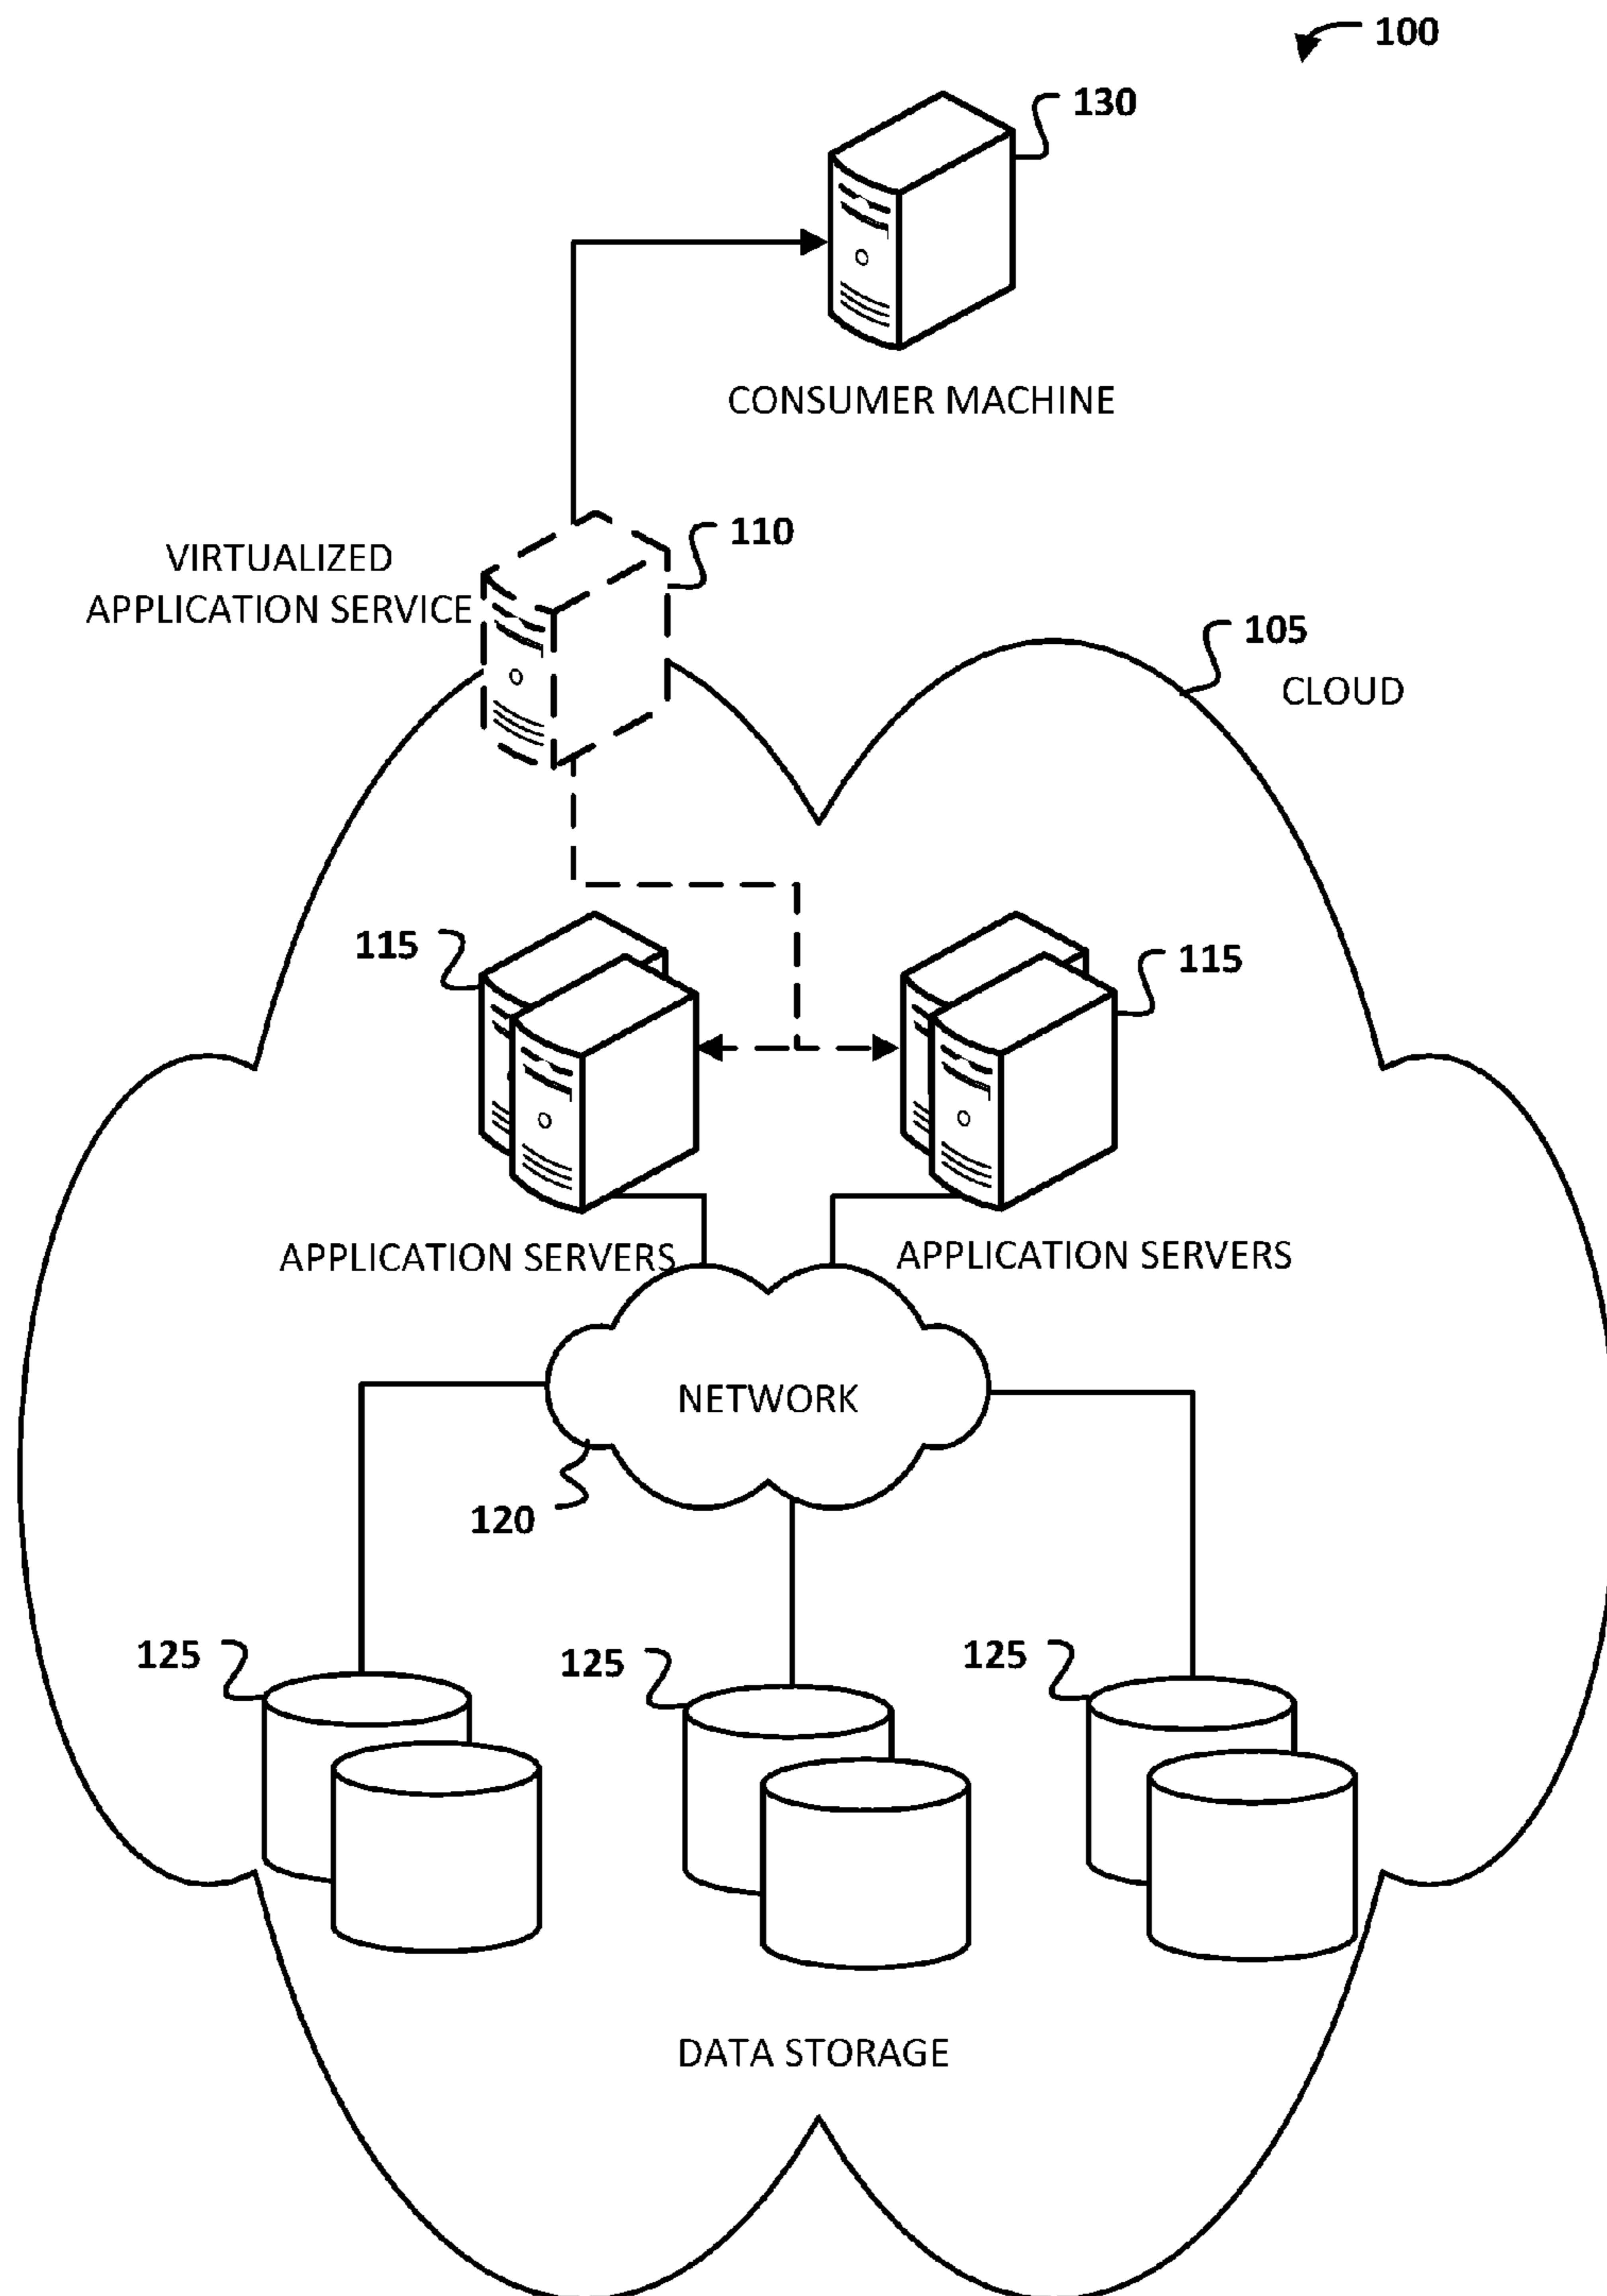 100
130
CONSUMER MACHINE
110
VIRTUALIZED
APPLICATION SERVICE
105
CLOUD
115
115
APPLICATION SERVERS
APPLICATION SERVERS
NETWORK
120
125
125
125
DATA STORAGE